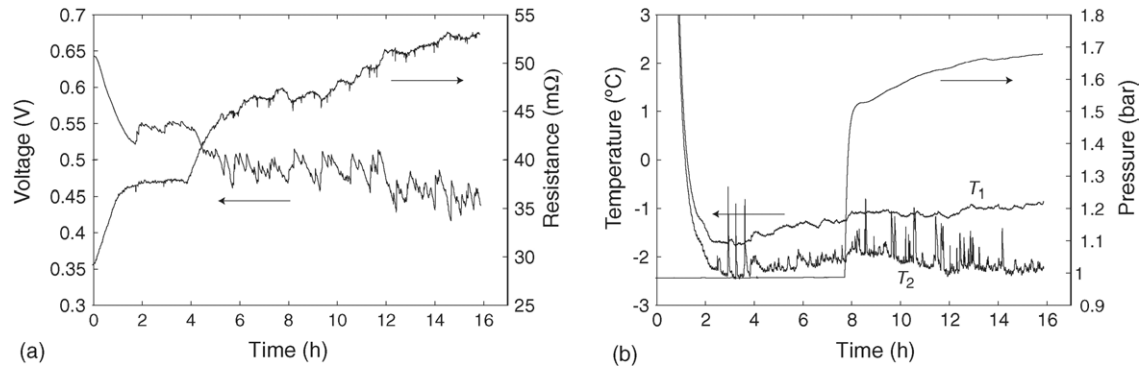 0.7
0.65
0.6
0.55
0.5
0.45
0.4
0.35
0.3
Voltage (V)
55
50
45
40
35
30
25
Resistance (mΩ)
0 2 4 6 8 10 12 14 16
Time (h)
(a)
3
2
1
0
-1
-2
-3
Temperature (°C)
T1
T2
1.8
1.7
1.6
1.5
1.4
1.3
1.2
1.1
1
0.9
Pressure (bar)
0 2 4 6 8 10 12 14 16
Time (h)
(b)